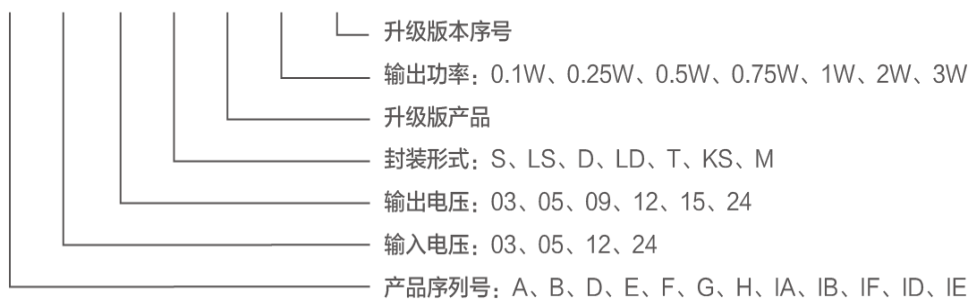 升级版本序号
输出功率：0.1W、0.25W、0.5W、0.75W、1W、2W、3W
升级版产品
封装形式：S、LS、D、LD、T、KS、M
输出电压：03、05、09、12、15、24
输入电压：03、05、12、24
产品序列号：A、B、D、E、F、G、H、IA、IB、IF、ID、IE